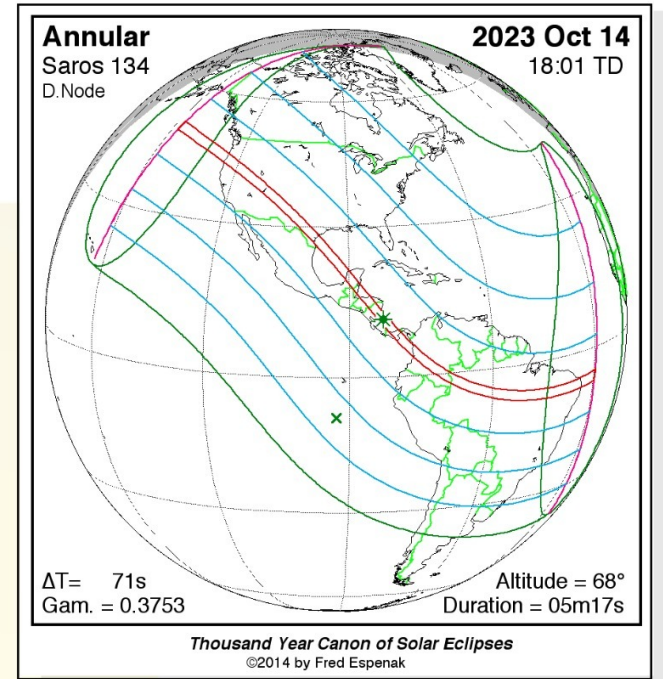 Annular
2023 Oct 14
Saros 134
18:01 TD
D.Node
ΔT= 71s
Altitude = 68°
Gam. = 0.3753
Duration = 05m17s
Thousand Year Canon of Solar Eclipses
©2014 by Fred Espenak